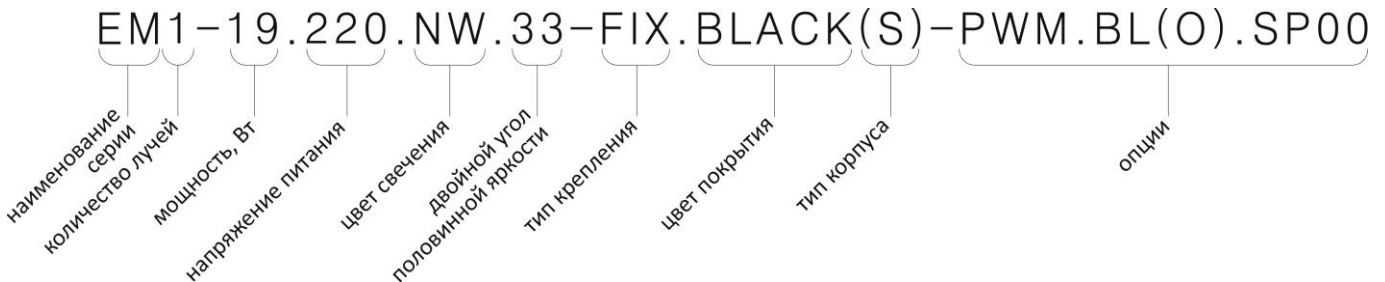 EM1-19.220.NW.33-FIX.BLACK(S)-PWM.BL(O).SP00
наименование
серии
количество лучей
мощность, Вт
напряжение питания
цвет свечения
двойной угол
половинной яркости
тип крепления
цвет покрытия
тип корпуса
опции